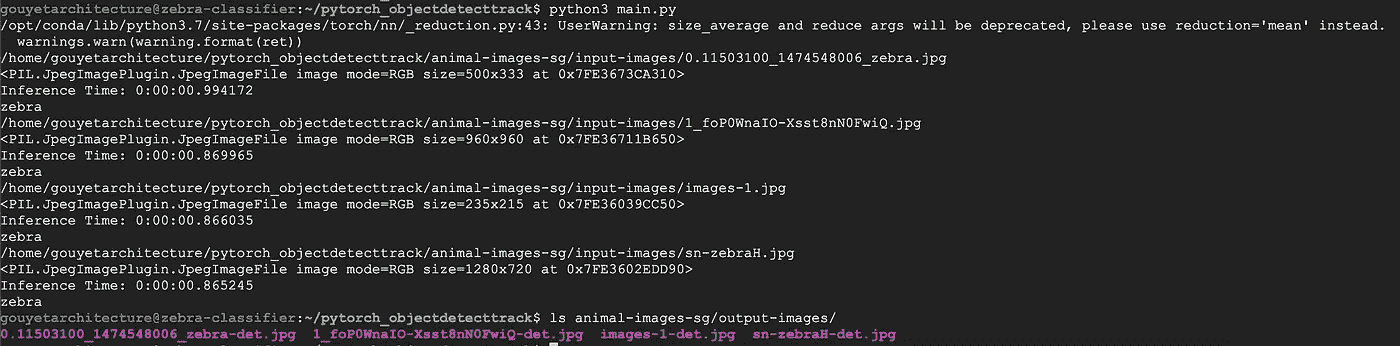 gouyetarchitecture@zebra-classifier:~/pytorch_objectdetecttrack$ python3 main.py
/opt/conda/lib/python3.7/site-packages/torch/nn/_reduction.py:43: UserWarning: size_average and reduce args will be deprecated, please use reduction='mean' instead.
  warnings.warn(warning.format(ret))
/home/gouyetarchitecture/pytorch_objectdetecttrack/animal-images-sg/input-images/0.11503100_1474548006_zebra.jpg
<PIL.JpegImagePlugin.JpegImageFile image mode=RGB size=500x333 at 0x7FE3673CA310>
Inference Time: 0:00:00.994172
zebra
/home/gouyetarchitecture/pytorch_objectdetecttrack/animal-images-sg/input-images/1_foP0WnaIO-Xsst8nN0FwiQ.jpg
<PIL.JpegImagePlugin.JpegImageFile image mode=RGB size=960x960 at 0x7FE36711B650>
Inference Time: 0:00:00.869965
zebra
/home/gouyetarchitecture/pytorch_objectdetecttrack/animal-images-sg/input-images/images-1.jpg
<PIL.JpegImagePlugin.JpegImageFile image mode=RGB size=235x215 at 0x7FE36039CC50>
Inference Time: 0:00:00.866035
zebra
/home/gouyetarchitecture/pytorch_objectdetecttrack/animal-images-sg/input-images/sn-zebraH.jpg
<PIL.JpegImagePlugin.JpegImageFile image mode=RGB size=1280x720 at 0x7FE3602EDD90>
Inference Time: 0:00:00.865245
zebra
gouyetarchitecture@zebra-classifier:~/pytorch_objectdetecttrack$ ls animal-images-sg/output-images/
0.11503100_1474548006_zebra-det.jpg  1_foP0WnaIO-Xsst8nN0FwiQ-det.jpg  images-1-det.jpg  sn-zebraH-det.jpg